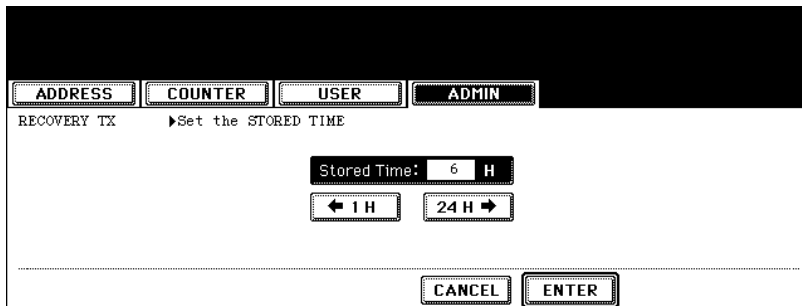 ADDRESS COUNTER USER ADMIN
RECOVERY TX ▶Set the STORED TIME
Stored Time: 6 H
← 1 H 24 H →
CANCEL ENTER